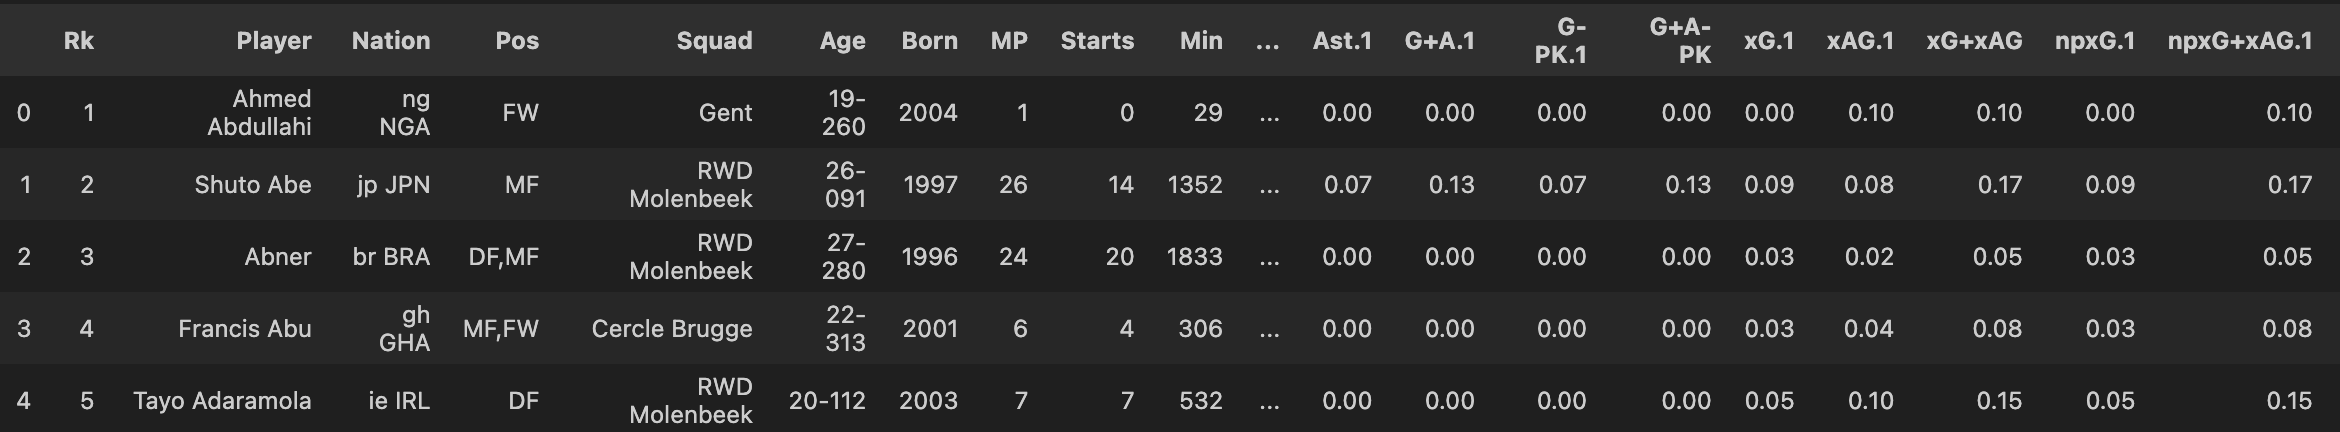 Rk Player Nation Pos Squad Age Born MP Starts Min ... Ast.1 G+A.1 G-PK.1 G+A-PK xG.1 xAG.1 xG+xAG npxG.1 npxG+xAG.1
0 1 Ahmed Abdullahi ng NGA FW Gent 19-260 2004 1 0 29 ... 0.00 0.00 0.00 0.00 0.00 0.10 0.10 0.00 0.10
1 2 Shuto Abe jp JPN MF RWD Molenbeek 26-091 1997 26 14 1352 ... 0.07 0.13 0.07 0.13 0.09 0.08 0.17 0.09 0.17
2 3 Abner br BRA DF,MF RWD Molenbeek 27-280 1996 24 20 1833 ... 0.00 0.00 0.00 0.00 0.03 0.02 0.05 0.03 0.05
3 4 Francis Abu gh GHA MF,FW Cercle Brugge 22-313 2001 6 4 306 ... 0.00 0.00 0.00 0.00 0.03 0.04 0.08 0.03 0.08
4 5 Tayo Adaramola ie IRL DF RWD Molenbeek 20-112 2003 7 7 532 ... 0.00 0.00 0.00 0.00 0.05 0.10 0.15 0.05 0.15